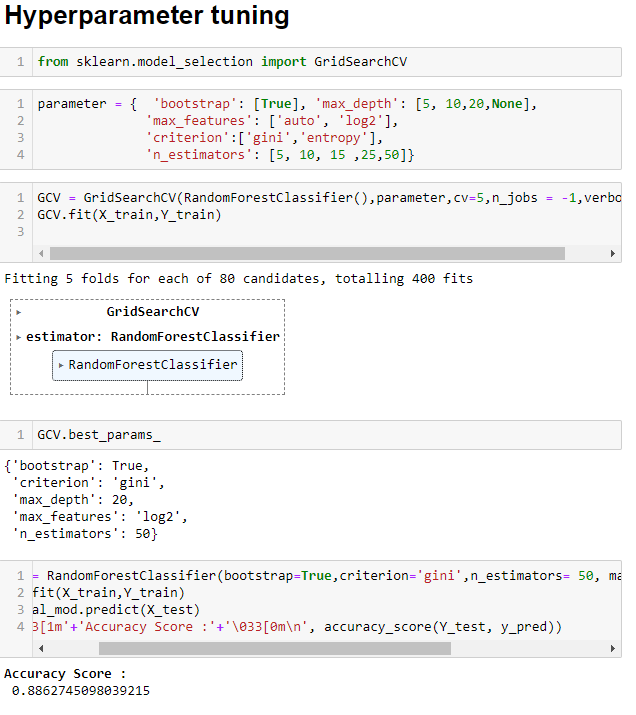 Hyperparameter tuning
1 from sklearn.model_selection import GridSearchCV
1 parameter = {  'bootstrap': [True], 'max_depth': [5, 10,20,None],
2               'max_features': ['auto', 'log2'],
3               'criterion':['gini','entropy'],
4               'n_estimators': [5, 10, 15 ,25,50]}
1 GCV = GridSearchCV(RandomForestClassifier(),parameter,cv=5,n_jobs = -1,verbo
2 GCV.fit(X_train,Y_train)
3
Fitting 5 folds for each of 80 candidates, totalling 400 fits
GridSearchCV
estimator: RandomForestClassifier
RandomForestClassifier
1 GCV.best_params_
{'bootstrap': True,
 'criterion': 'gini',
 'max_depth': 20,
 'max_features': 'log2',
 'n_estimators': 50}
1 = RandomForestClassifier(bootstrap=True,criterion='gini',n_estimators= 50, ma
2 fit(X_train,Y_train)
3 al_mod.predict(X_test)
4 3[1m'+'Accuracy Score :'+'\033[0m\n', accuracy_score(Y_test, y_pred))
Accuracy Score :
 0.8862745098039215